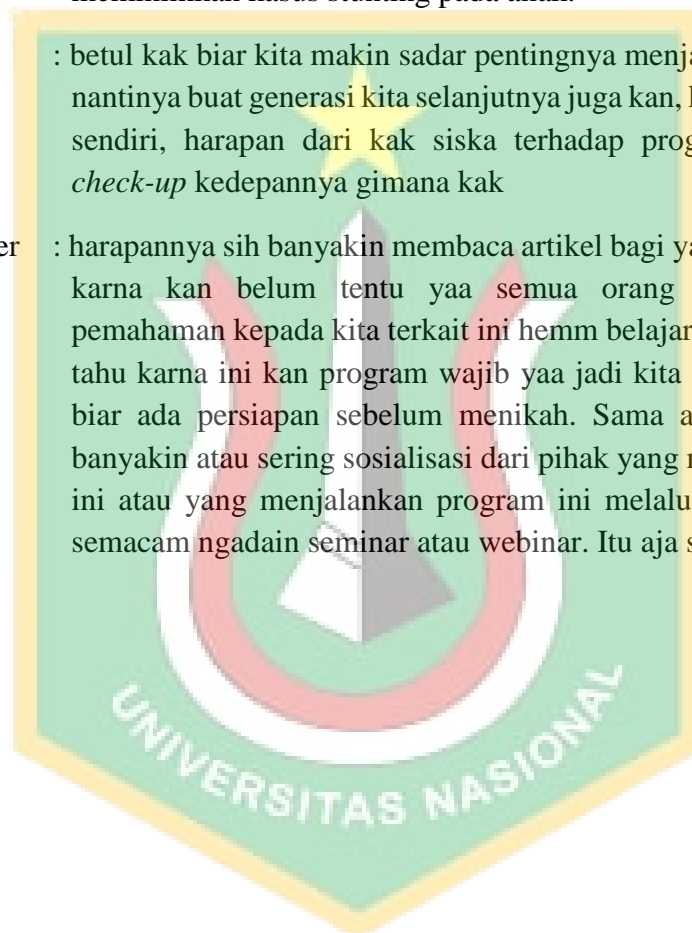 kasus stunting pada anak.
: betul kak biar kita makin sadar pentingnya menja
nantinya buat generasi kita selanjutnya juga kan,
sendiri, harapan dari kak siska terhadap prog
check-up kedepannya gimana kak
er : harapannya sih banyakin membaca artikel bagi ya
karna kan belum tentu yaa semua orang
pemahaman kepada kita terkait ini hemm belajar
tahu karna ini kan program wajib yaa jadi kita
biar ada persiapan sebelum menikah. Sama a
banyakin atau sering sosialisasi dari pihak yang
ini atau yang menjalankan program ini melalu
semacam ngadain seminar atau webinar. Itu aja s
UNIVERSITAS NASIONAL